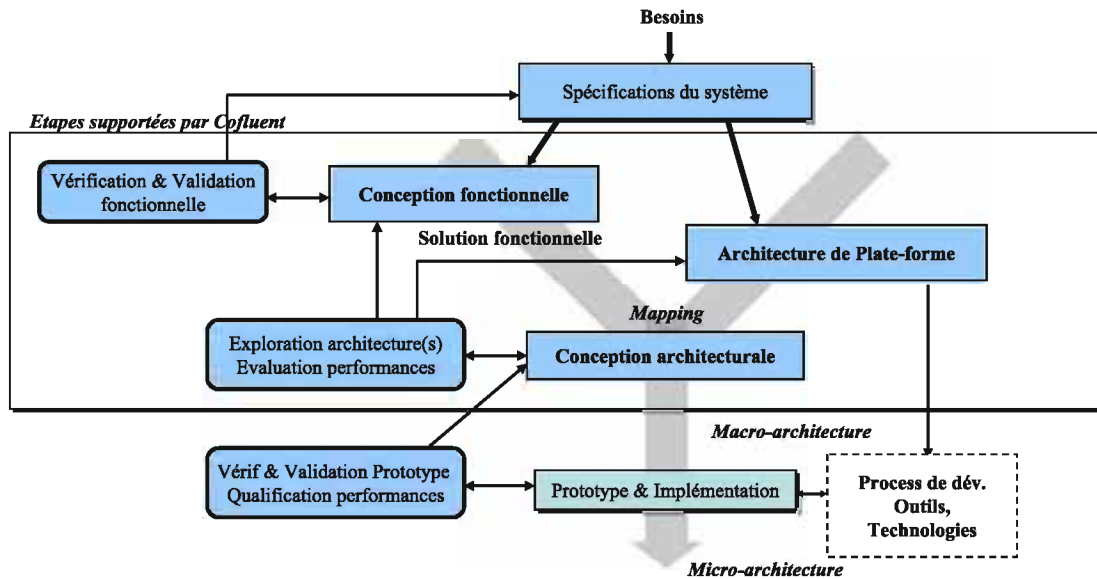 Besoins
Spécifications du système
Etapes supportées par Cofluent
Vérification & Validation
fonctionnelle
Conception fonctionnelle
Solution fonctionnelle
Architecture de Plate-forme
Mapping
Exploration architecture(s)
Evaluation performances
Conception architecturale
Macro-architecture
Vérif & Validation Prototype
Qualification performances
Prototype & Implémentation
Process de dév.
Outils,
Technologies
Micro-architecture